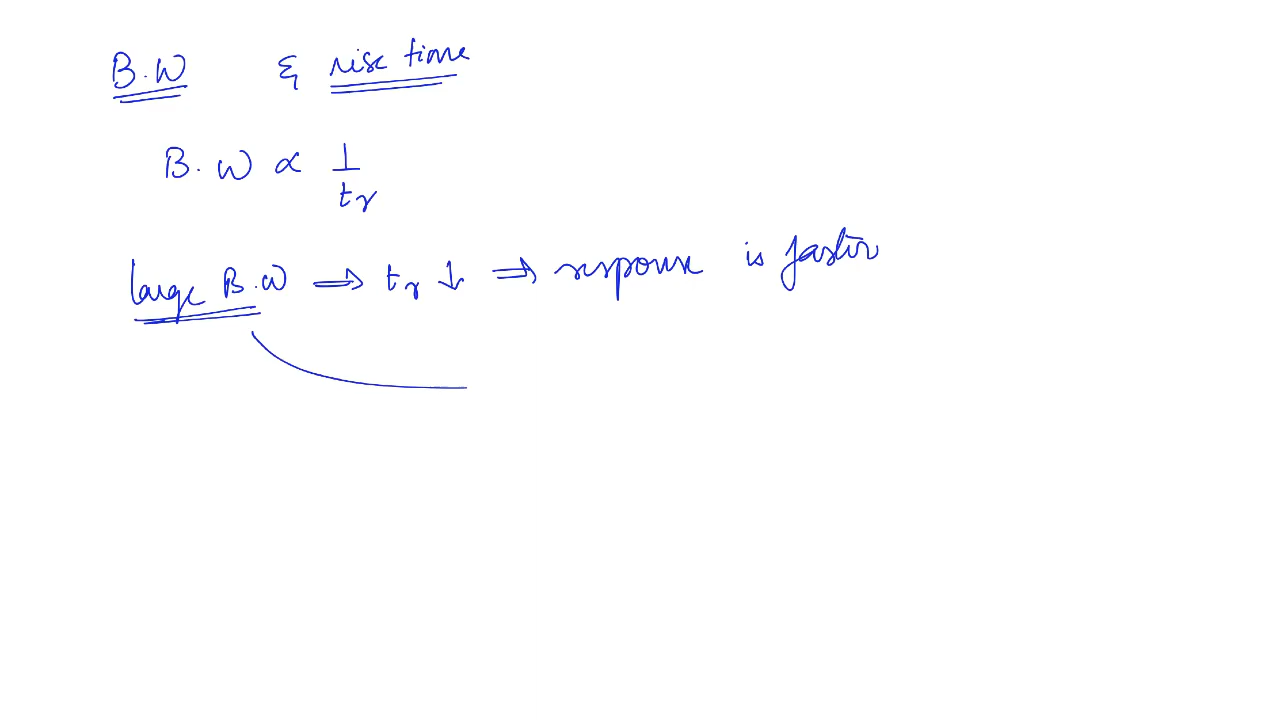 B.W & rise time
B.W ∝ 1/tr
large B.W ⇒ tr ↓ ⇒ response is faster